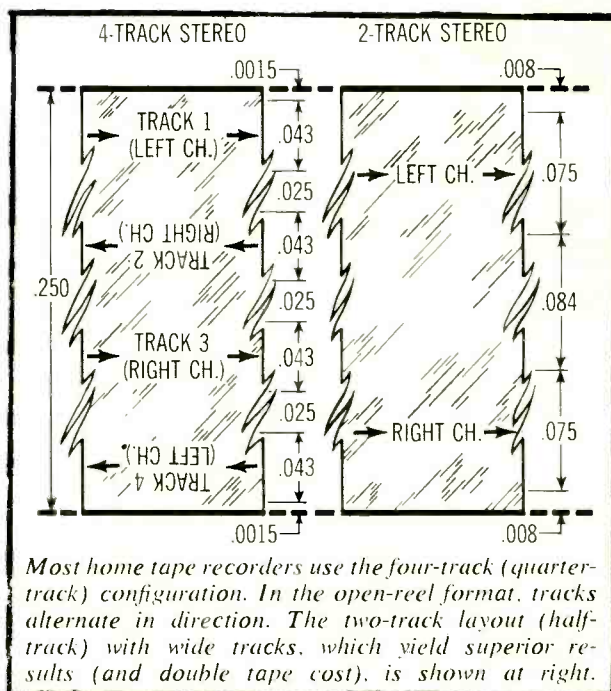 4-TRACK STEREO
2-TRACK STEREO
.0015
.008
TRACK 1
(LEFT CH.)
.043
.025
LEFT CH.
.075
TRACK 2
(RIGHT CH.)
.043
.250
.025
.084
TRACK 3
(RIGHT CH.)
.043
.025
RIGHT CH.
.075
TRACK 4
(LEFT CH.)
.043
.0015
.008
Most home tape recorders use the four-track (quarter-
track) configuration. In the open-reel format, tracks
alternate in direction. The two-track layout (half-
track) with wide tracks, which yield superior re-
sults (and double tape cost), is shown at right.